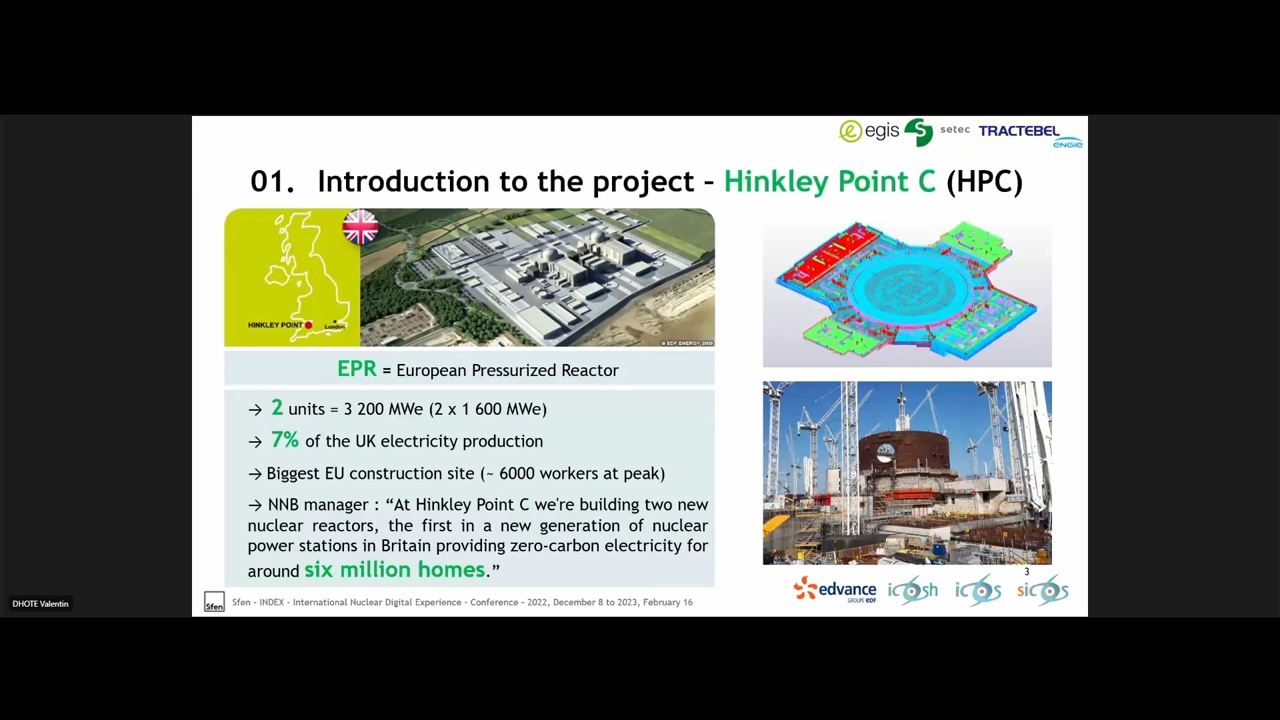 egis setec TRACTEBEL
ENGIE
01. Introduction to the project – Hinkley Point C (HPC)
HINKLEY POINT London
© EDF ENERGY 2009
EPR = European Pressurized Reactor
→ 2 units = 3 200 MWe (2 x 1 600 MWe)
→ 7% of the UK electricity production
→ Biggest EU construction site (~ 6000 workers at peak)
→ NNB manager : “At Hinkley Point C we're building two new
nuclear reactors, the first in a new generation of nuclear
power stations in Britain providing zero-carbon electricity for
around six million homes.”
3
edvance icosh icos sicos
GROUPE EDF
Sfen
Sfen - INDEX - International Nuclear Digital Experience - Conference - 2022, December 8 to 2023, February 16
DHOTE Valentin